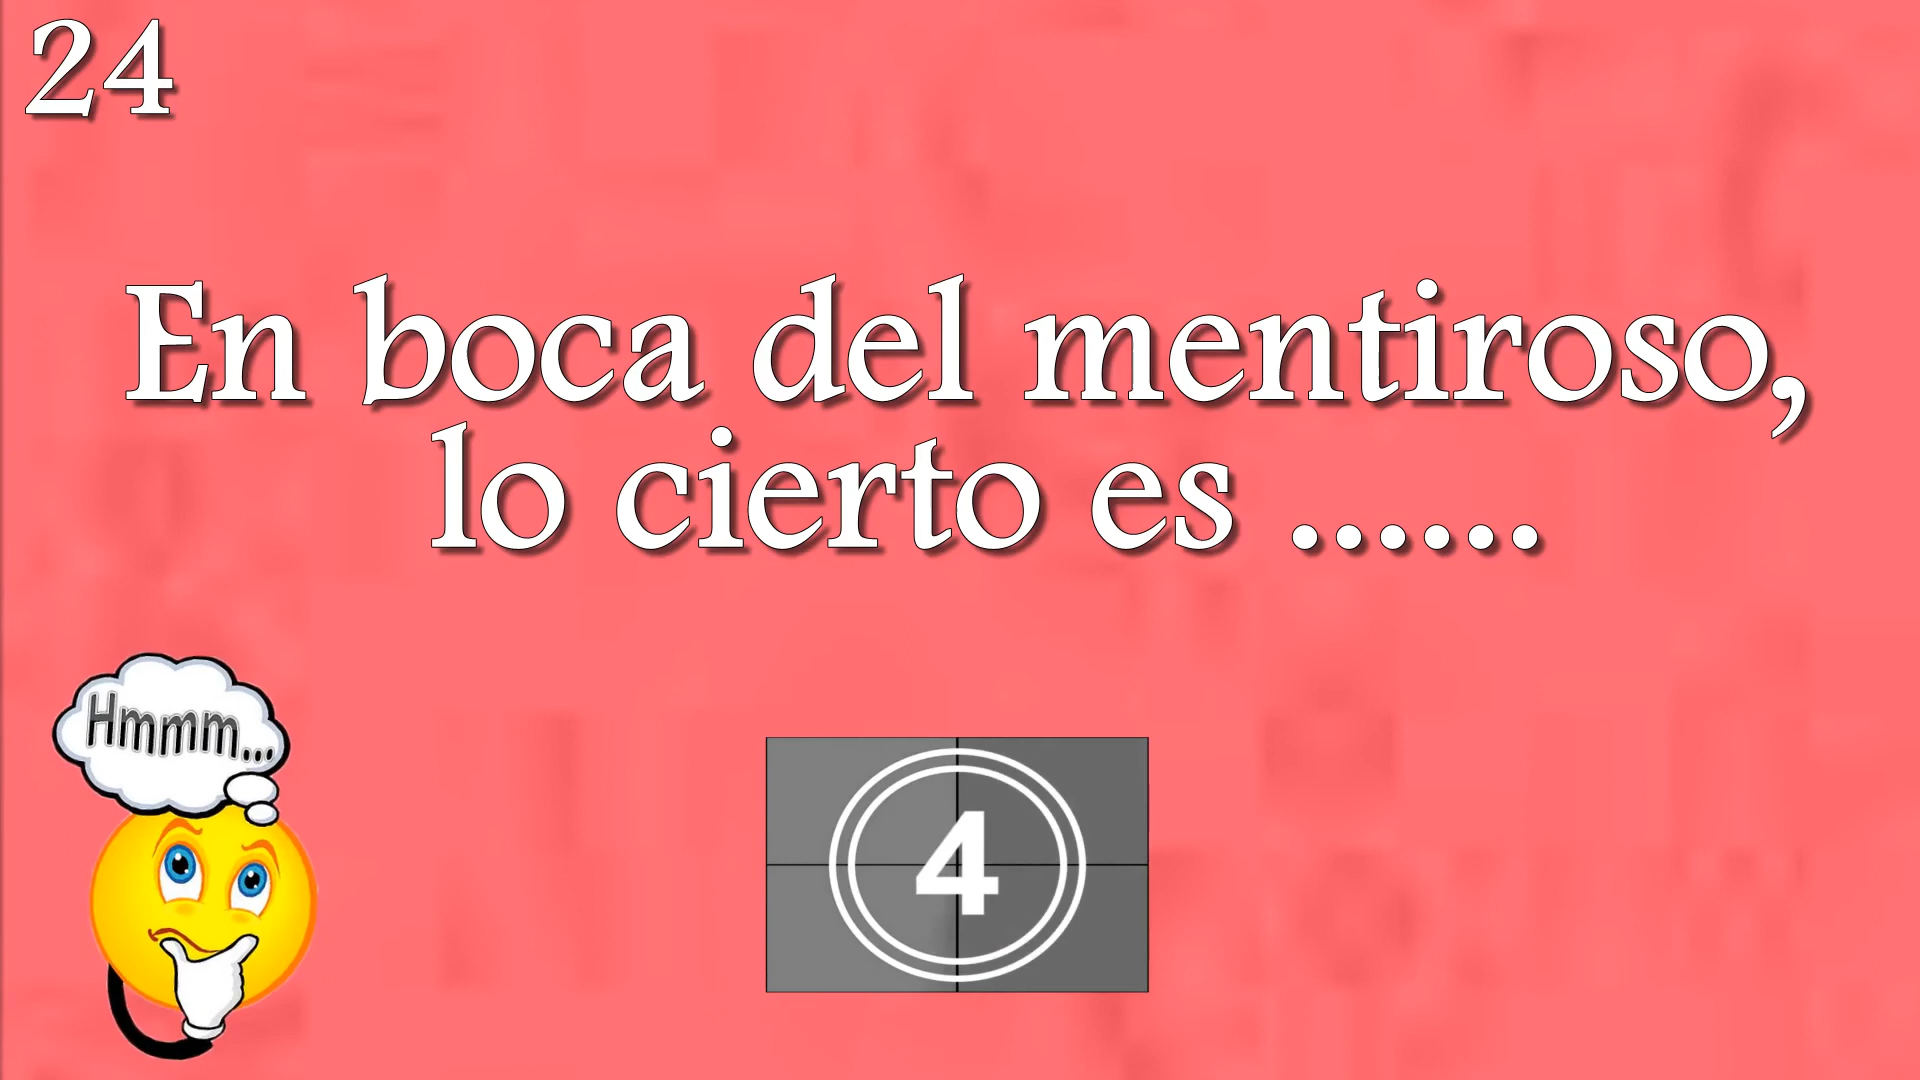 24
En boca del mentiroso,
lo cierto es ......
Hmmm...
4